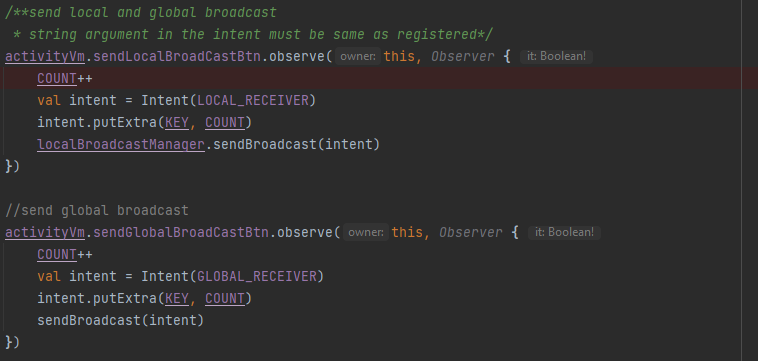 /**send local and global broadcast
* string argument in the intent must be same as registered*/
activityVm.sendLocalBroadCastBtn.observe( owner: this, Observer { it: Boolean!
COUNT++
val intent = Intent(LOCAL_RECEIVER)
intent.putExtra(KEY, COUNT)
localBroadcastManager.sendBroadcast(intent)
})
//send global broadcast
activityVm.sendGlobalBroadCastBtn.observe( owner: this, Observer { it: Boolean!
COUNT++
val intent = Intent(GLOBAL_RECEIVER)
intent.putExtra(KEY, COUNT)
sendBroadcast(intent)
})